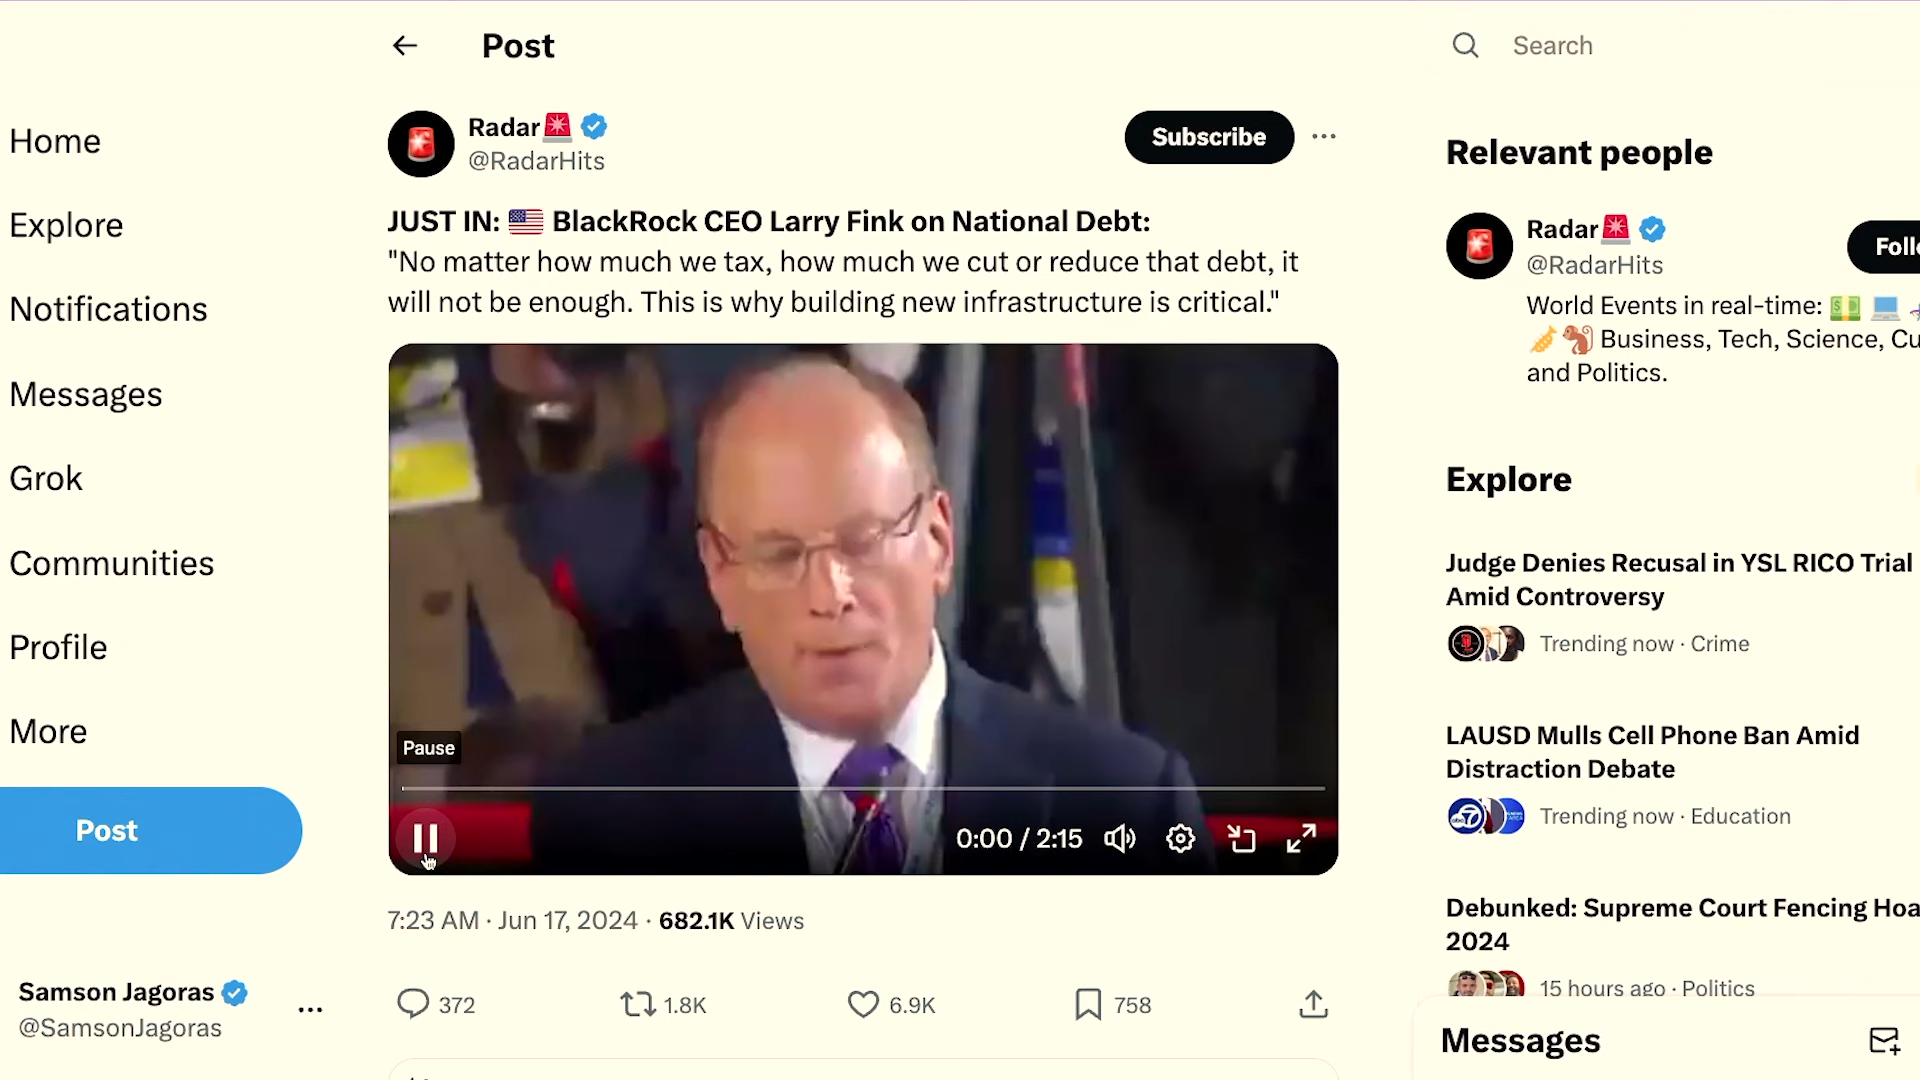 Post
Search
Home
Explore
Notifications
Messages
Grok
Communities
Profile
More
Post
Samson Jagoras
@SamsonJagoras
Radar
@RadarHits
Subscribe
JUST IN: 🇺🇸 BlackRock CEO Larry Fink on National Debt:
"No matter how much we tax, how much we cut or reduce that debt, it
will not be enough. This is why building new infrastructure is critical."
Pause
0:00 / 2:15
7:23 AM · Jun 17, 2024 · 682.1K Views
372
1.8K
6.9K
758
Relevant people
Radar
@RadarHits
Foll
World Events in real-time:
Business, Tech, Science, Cu
and Politics.
Explore
Judge Denies Recusal in YSL RICO Trial
Amid Controversy
Trending now · Crime
LAUSD Mulls Cell Phone Ban Amid
Distraction Debate
Trending now · Education
Debunked: Supreme Court Fencing Hoa
2024
15 hours ago · Politics
Messages